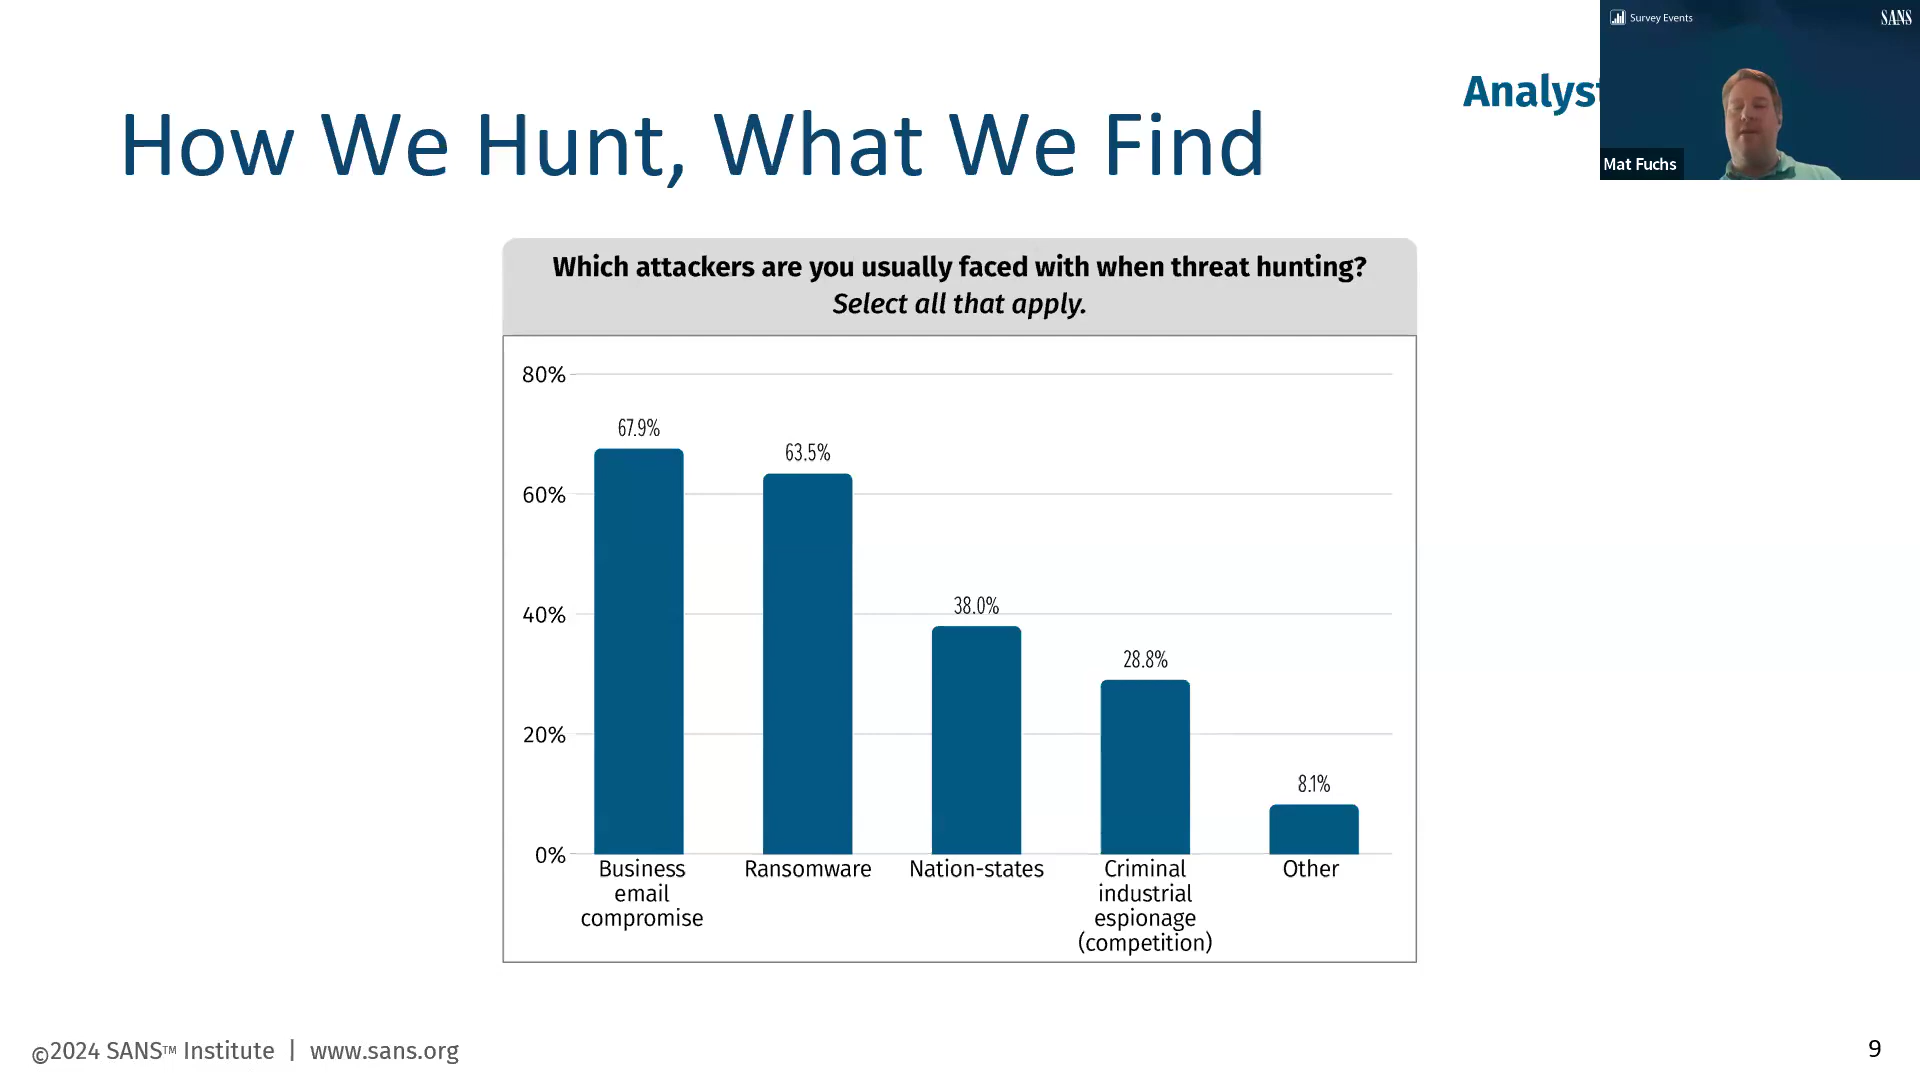 Survey Events
SANS
Analyst
How We Hunt, What We Find
Mat Fuchs
Which attackers are you usually faced with when threat hunting?
Select all that apply.
80%
60%
40%
20%
0%
67.9%
63.5%
38.0%
28.8%
8.1%
Business
email
compromise
Ransomware
Nation-states
Criminal
industrial
espionage
(competition)
Other
©2024 SANS™ Institute | www.sans.org
9